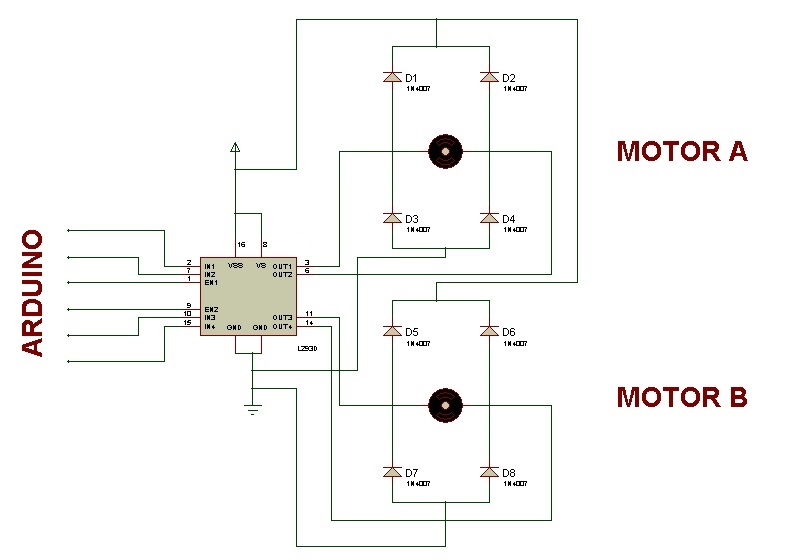 D1
1N4007
D2
1N4007
MOTOR A
D3
1N4007
D4
1N4007
ARDUINO
16
8
2
7
1
9
10
15
IN1
IN2
EN1
EN2
IN3
IN4
VSS
VS
OUT1
OUT2
OUT3
OUT4
GND
GND
3
6
11
14
L293D
D5
1N4007
D6
1N4007
MOTOR B
D7
1N4007
D8
1N4007